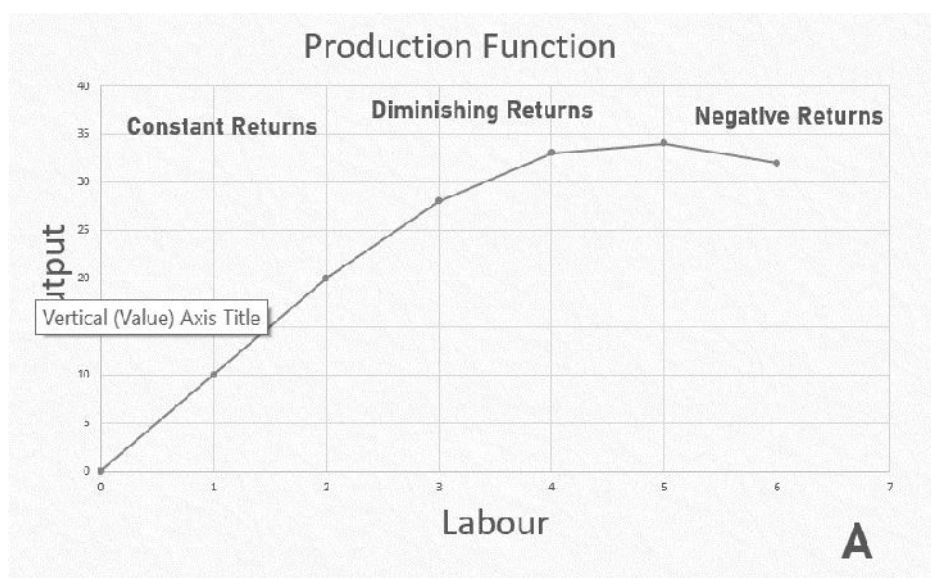 Production Function
40
Constant Returns
Diminishing Returns
Negative Returns
35
30
25
20
Vertical (Value) Axis Title
10
5
0
0 1 2 3 4 5 6 7
Labour
A